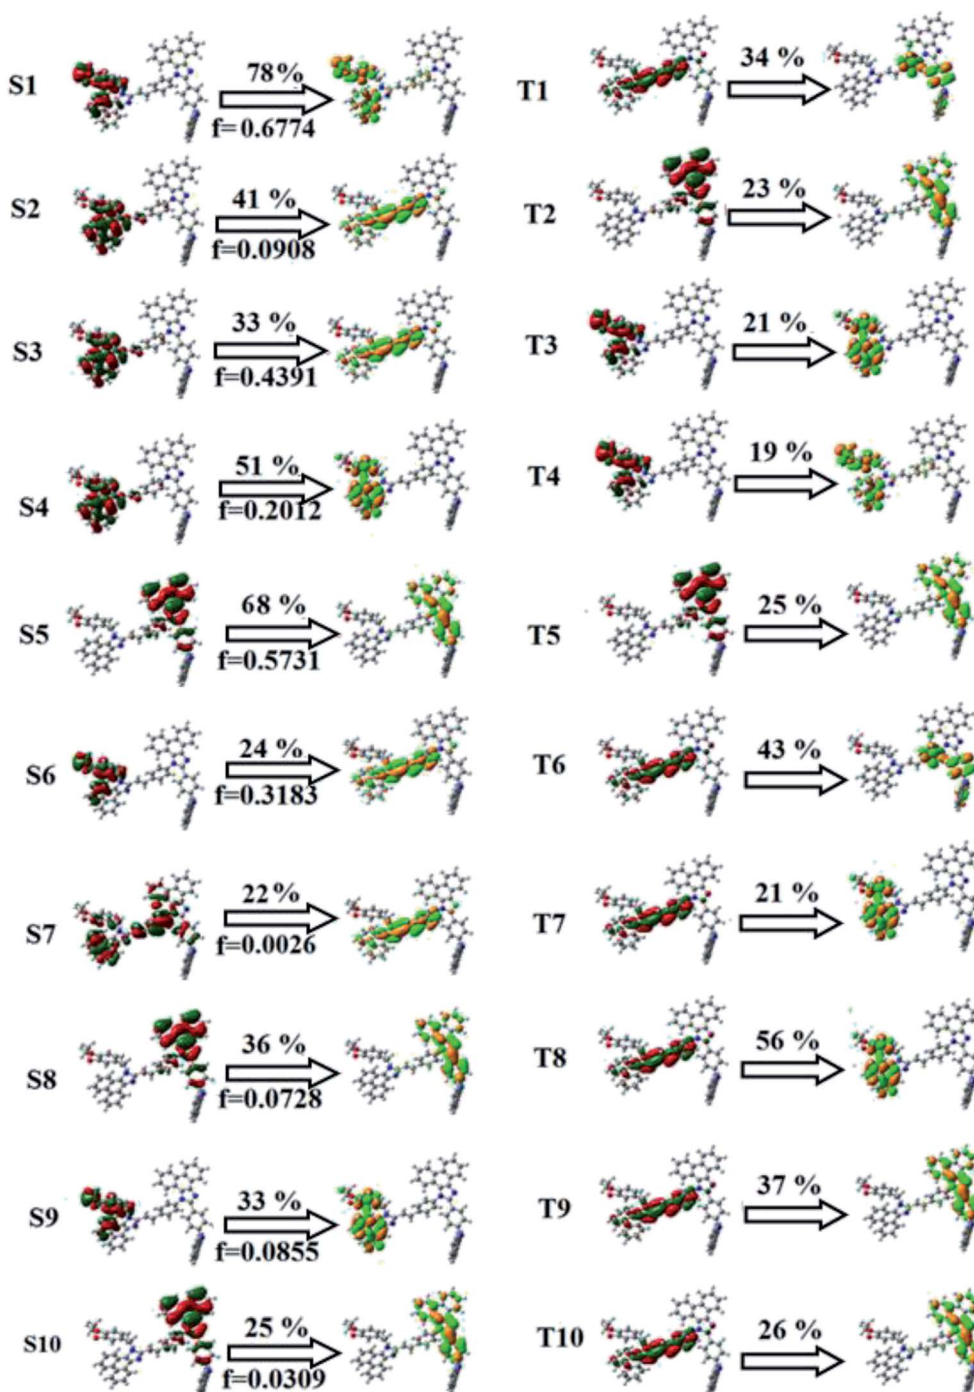 S1
78%
f=0.6774
T1
34 %
S2
41 %
f=0.0908
T2
23 %
S3
33 %
f=0.4391
T3
21 %
S4
51 %
f=0.2012
T4
19 %
S5
68 %
f=0.5731
T5
25 %
S6
24 %
f=0.3183
T6
43 %
S7
22 %
f=0.0026
T7
21 %
S8
36 %
f=0.0728
T8
56 %
S9
33 %
f=0.0855
T9
37 %
S10
25 %
f=0.0309
T10
26 %